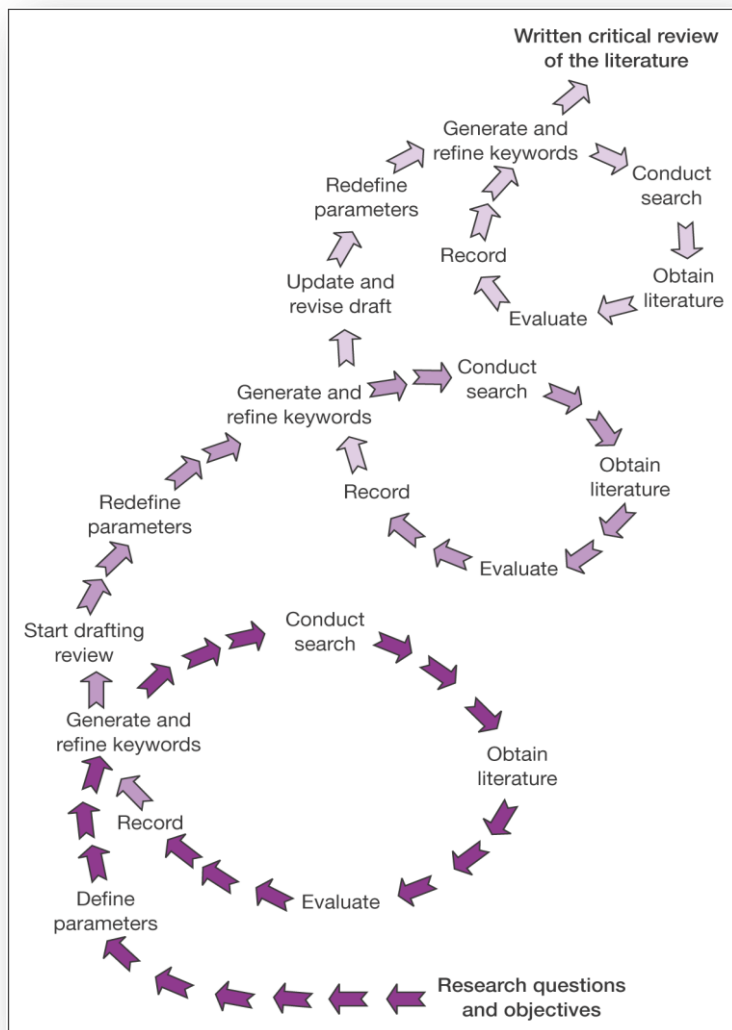 Written critical review
of the literature
Generate and
refine keywords
Conduct
search
Redefine
parameters
Record
Obtain
literature
Update and
revise draft
Evaluate
Generate and
refine keywords
Conduct
search
Obtain
literature
Record
Redefine
parameters
Evaluate
Start drafting
review
Conduct
search
Generate and
refine keywords
Obtain
literature
Record
Define
parameters
Evaluate
Research questions
and objectives